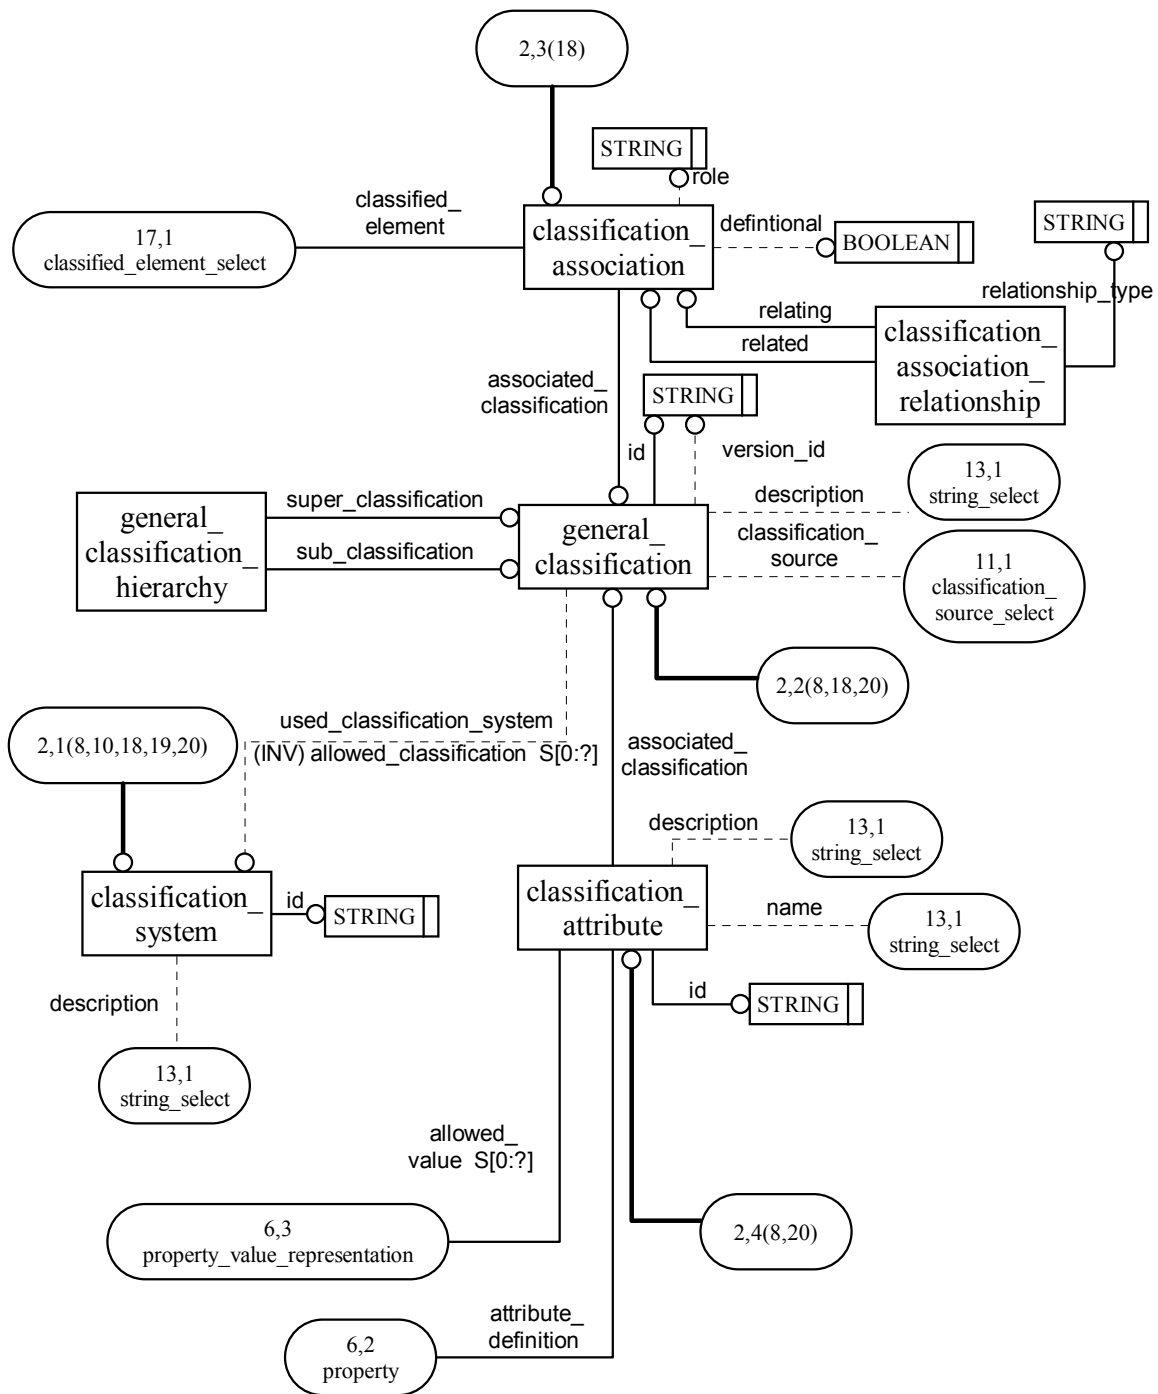 2,3(18)
STRING
role
classified_
element
17,1
classified_element_select
classification_
association
defintional
BOOLEAN
STRING
relationship_type
relating
related
classification_
association_
relationship
associated_
classification
STRING
id
version_id
13,1
string_select
description
super_classification
general_
classification_
hierarchy
sub_classification
general_
classification
classification_
source
11,1
classification_
source_select
2,2(8,18,20)
used_classification_system
(INV) allowed_classification S[0:?]
2,1(8,10,18,19,20)
associated_
classification
description
13,1
string_select
classification_
system
id
STRING
classification_
attribute
name
13,1
string_select
description
id
STRING
13,1
string_select
allowed_
value S[0:?]
6,3
property_value_representation
2,4(8,20)
attribute_
definition
6,2
property